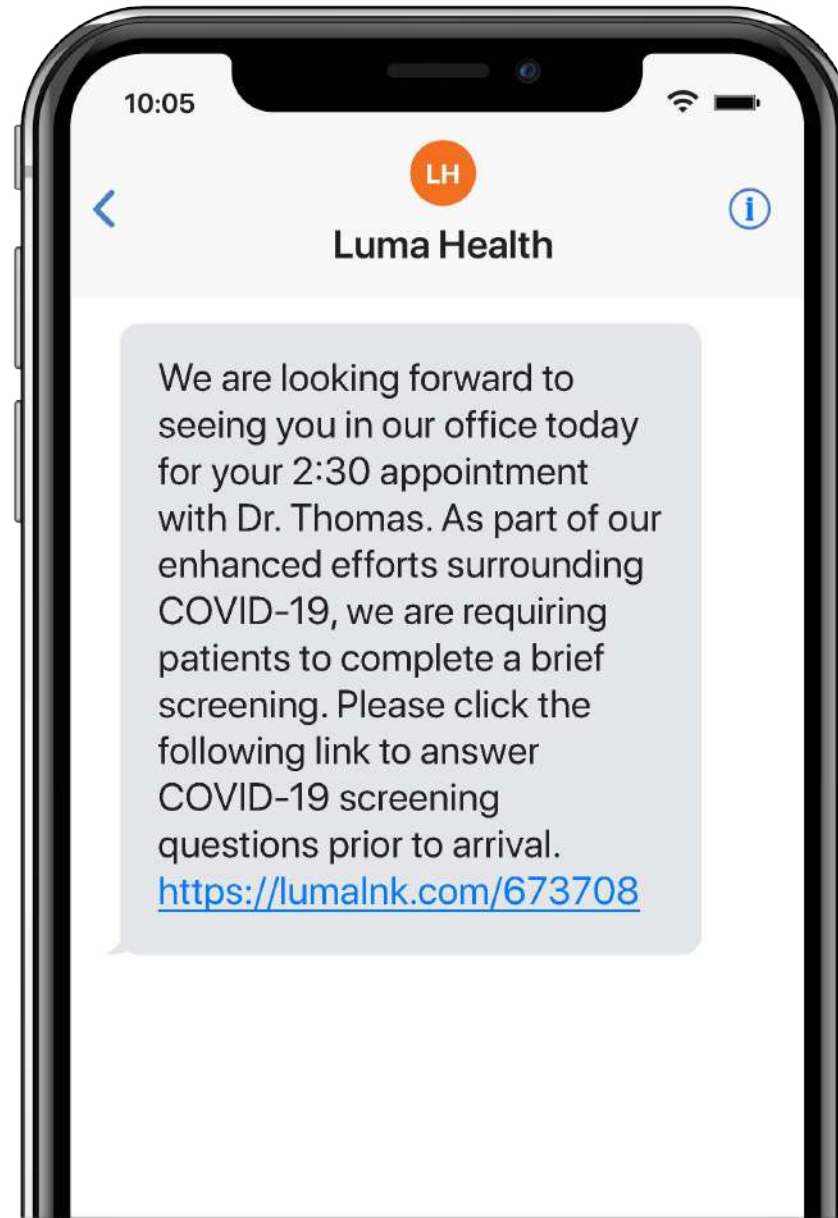 10:05
LH
Luma Health
We are looking forward to
seeing you in our office today
for your 2:30 appointment
with Dr. Thomas. As part of our
enhanced efforts surrounding
COVID-19, we are requiring
patients to complete a brief
screening. Please click the
following link to answer
COVID-19 screening
questions prior to arrival.
https://lumalnk.com/673708